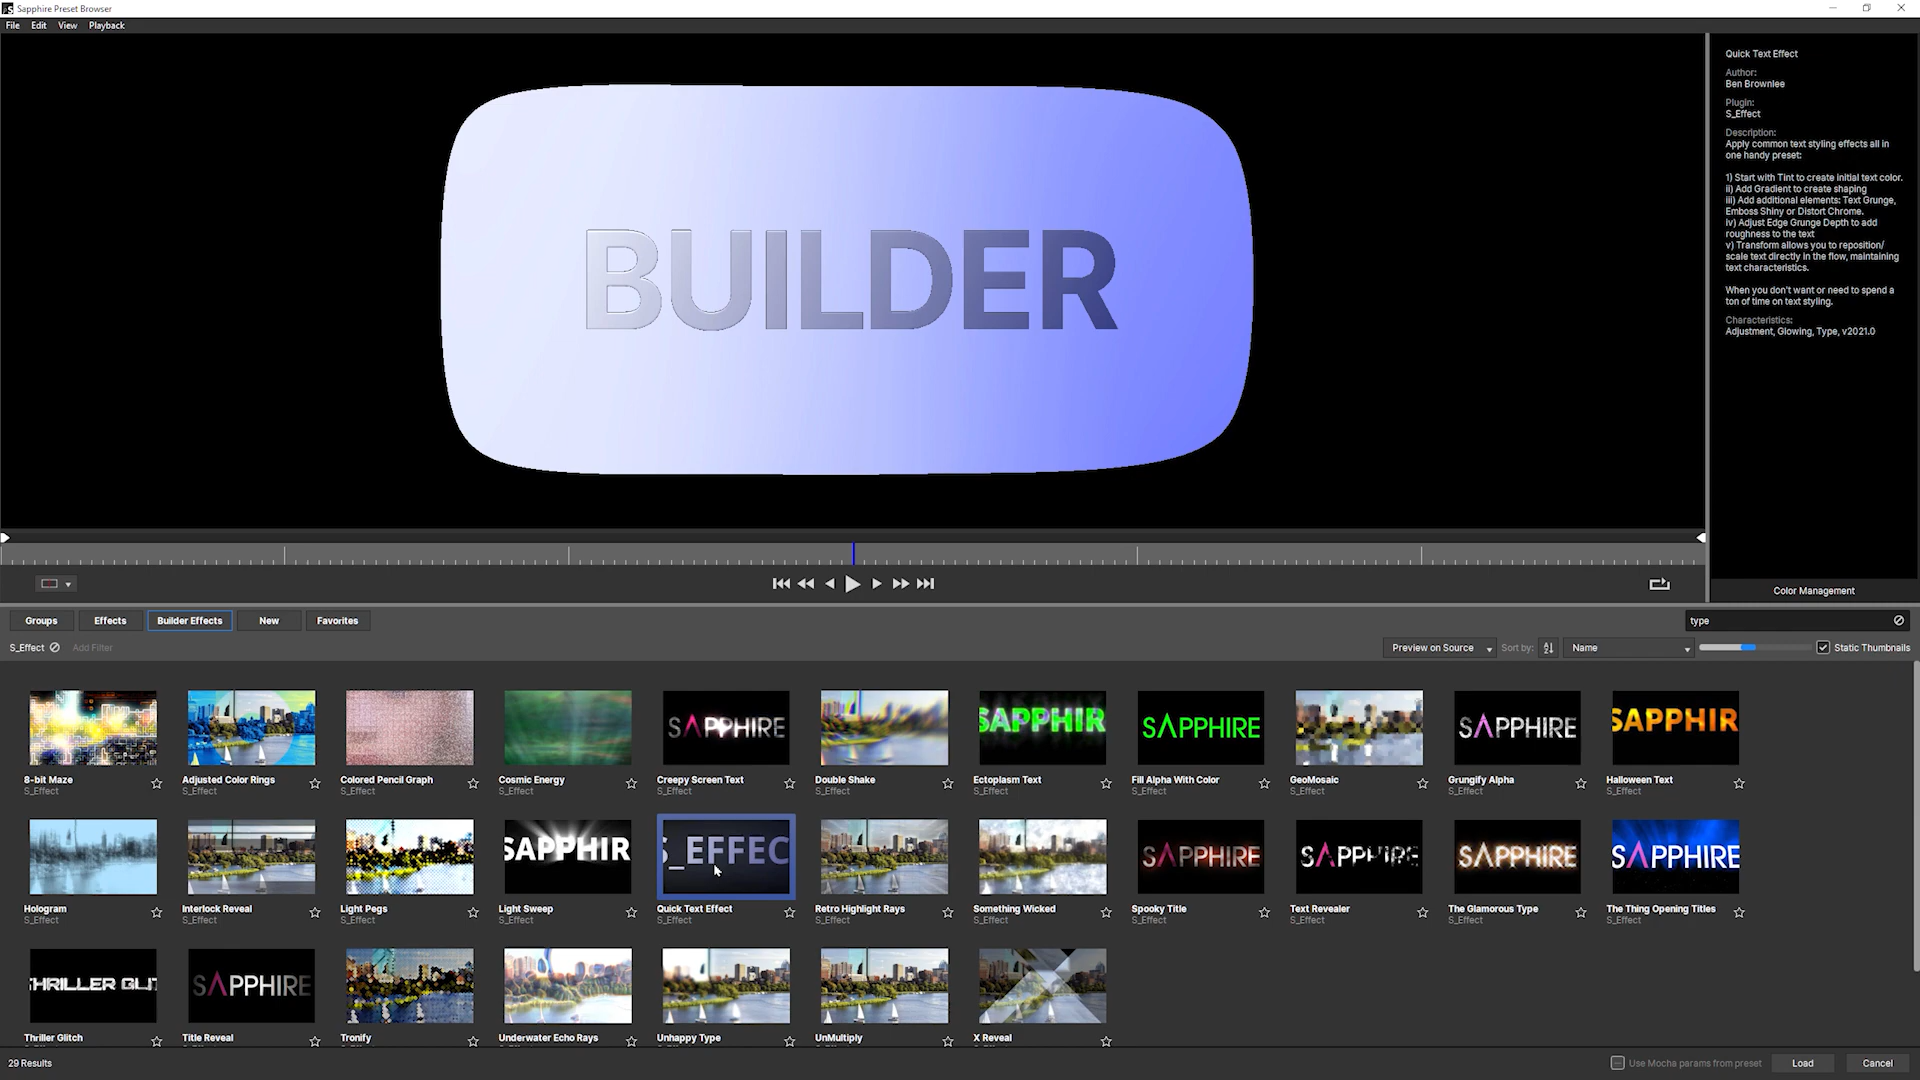 Sapphire Preset Browser
File Edit View Playback
BUILDER
Quick Text Effect
Author:
Ben Brownlee
Plugin:
S_Effect
Description:
Apply common text styling effects all in
one handy preset:
1) Start with Tint to create initial text color.
ii) Add Gradient to create shaping
iii) Add additional elements: Text Grunge,
Emboss Shiny or Distort Chrome.
iv) Adjust Edge Grunge Depth to add
roughness to the text
v) Transform allows you to reposition/
scale text directly in the flow, maintaining
text characteristics.
When you don't want or need to spend a
ton of time on text styling.
Characteristics:
Adjustment, Glowing, Type, v2021.0
Color Management
Groups Effects Builder Effects New Favorites type
S_Effect Add Filter Preview on Source Sort by: Name Static Thumbnails
SAPPHIRE SAPPHIR SAPPHIRE SAPPHIRE SAPPHIR
8-bit Maze Adjusted Color Rings Colored Pencil Graph Cosmic Energy Creepy Screen Text Double Shake Ectoplasm Text Fill Alpha With Color GeoMosaic Grungify Alpha Halloween Text
S_Effect S_Effect S_Effect S_Effect S_Effect S_Effect S_Effect S_Effect S_Effect S_Effect S_Effect
SAPPHIR S_EFFEC SAPPHIRE SAPPHIRE SAPPHIRE SAPPHIRE
Hologram Interlock Reveal Light Pegs Light Sweep Quick Text Effect Retro Highlight Rays Something Wicked Spooky Title Text Revealer The Glamorous Type The Thing Opening Titles
S_Effect S_Effect S_Effect S_Effect S_Effect S_Effect S_Effect S_Effect S_Effect S_Effect S_Effect
THRILLER GLIT SAPPHIRE
Thriller Glitch Title Reveal Tronify Underwater Echo Rays Unhappy Type UnMultiply X Reveal
29 Results Use Mocha params from preset Load Cancel